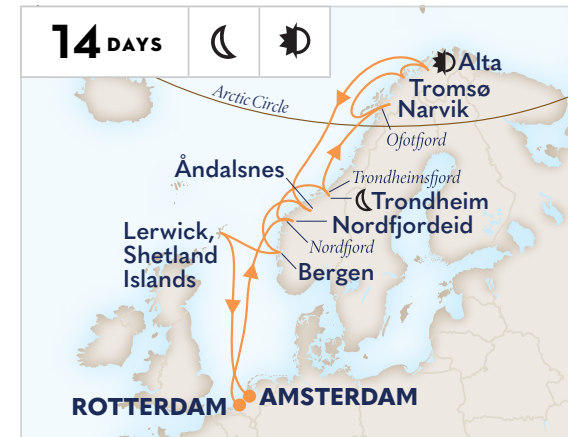 14 DAYS
Alta
Tromsø
Narvik
Arctic Circle
Ofotfjord
Åndalsnes
Trondheimsfjord
Trondheim
Nordfjordeid
Nordfjord
Lerwick,
Shetland
Islands
Bergen
ROTTERDAM
AMSTERDAM